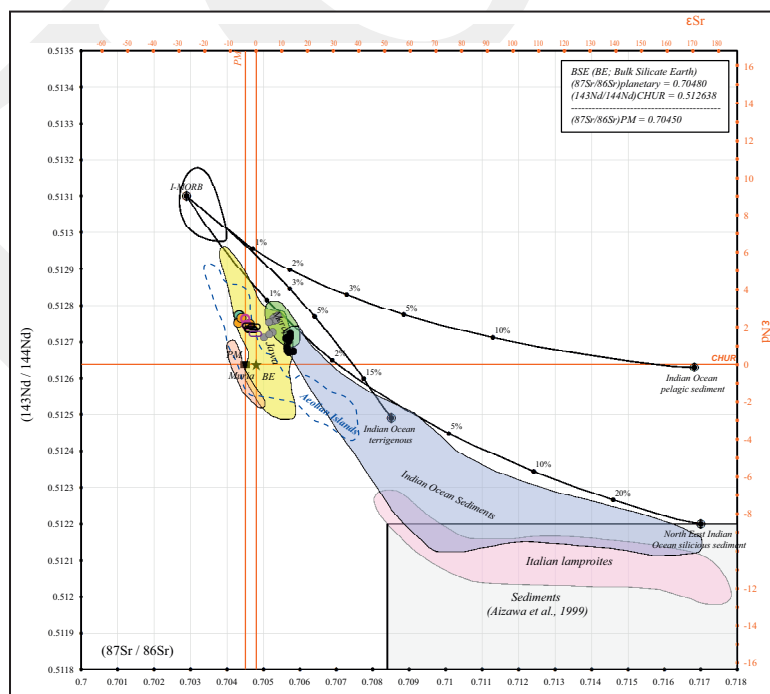 εSr
-60 -50 -40 -30 -20 -10 0 10 20 30 40 50 60 70 80 90 100 110 120 130 140 150 160 170 180
PM
BSE (BE; Bulk Silicate Earth)
(87Sr/86Sr)planetary = 0.70480
(143Nd/144Nd)CHUR = 0.512638
(87Sr/86Sr)PM = 0.70450
0.5135
0.5134
0.5133
0.5132
0.5131
0.513
0.5129
0.5128
0.5127
0.5126
0.5125
0.5124
0.5123
0.5122
0.5121
0.512
0.5119
0.5118
(143Nd / 144Nd)
16
14
12
10
8
6
4
2
0
-2
-4
-6
-8
-10
-12
-14
-16
εNd
I-MORB
1%
2%
3%
5%
10%
1%
3%
5%
15%
2%
5%
10%
20%
CHUR
Indian Ocean
pelagic sediment
Muria
Java
PM
Muria
BE
Aeolian Islands
Indian Ocean
terrigenous
Indian Ocean Sediments
North East Indian
Ocean silicious sediment
Italian lamproites
Sediments
(Aizawa et al., 1999)
(87Sr / 86Sr)
0.7 0.701 0.702 0.703 0.704 0.705 0.706 0.707 0.708 0.709 0.71 0.711 0.712 0.713 0.714 0.715 0.716 0.717 0.718